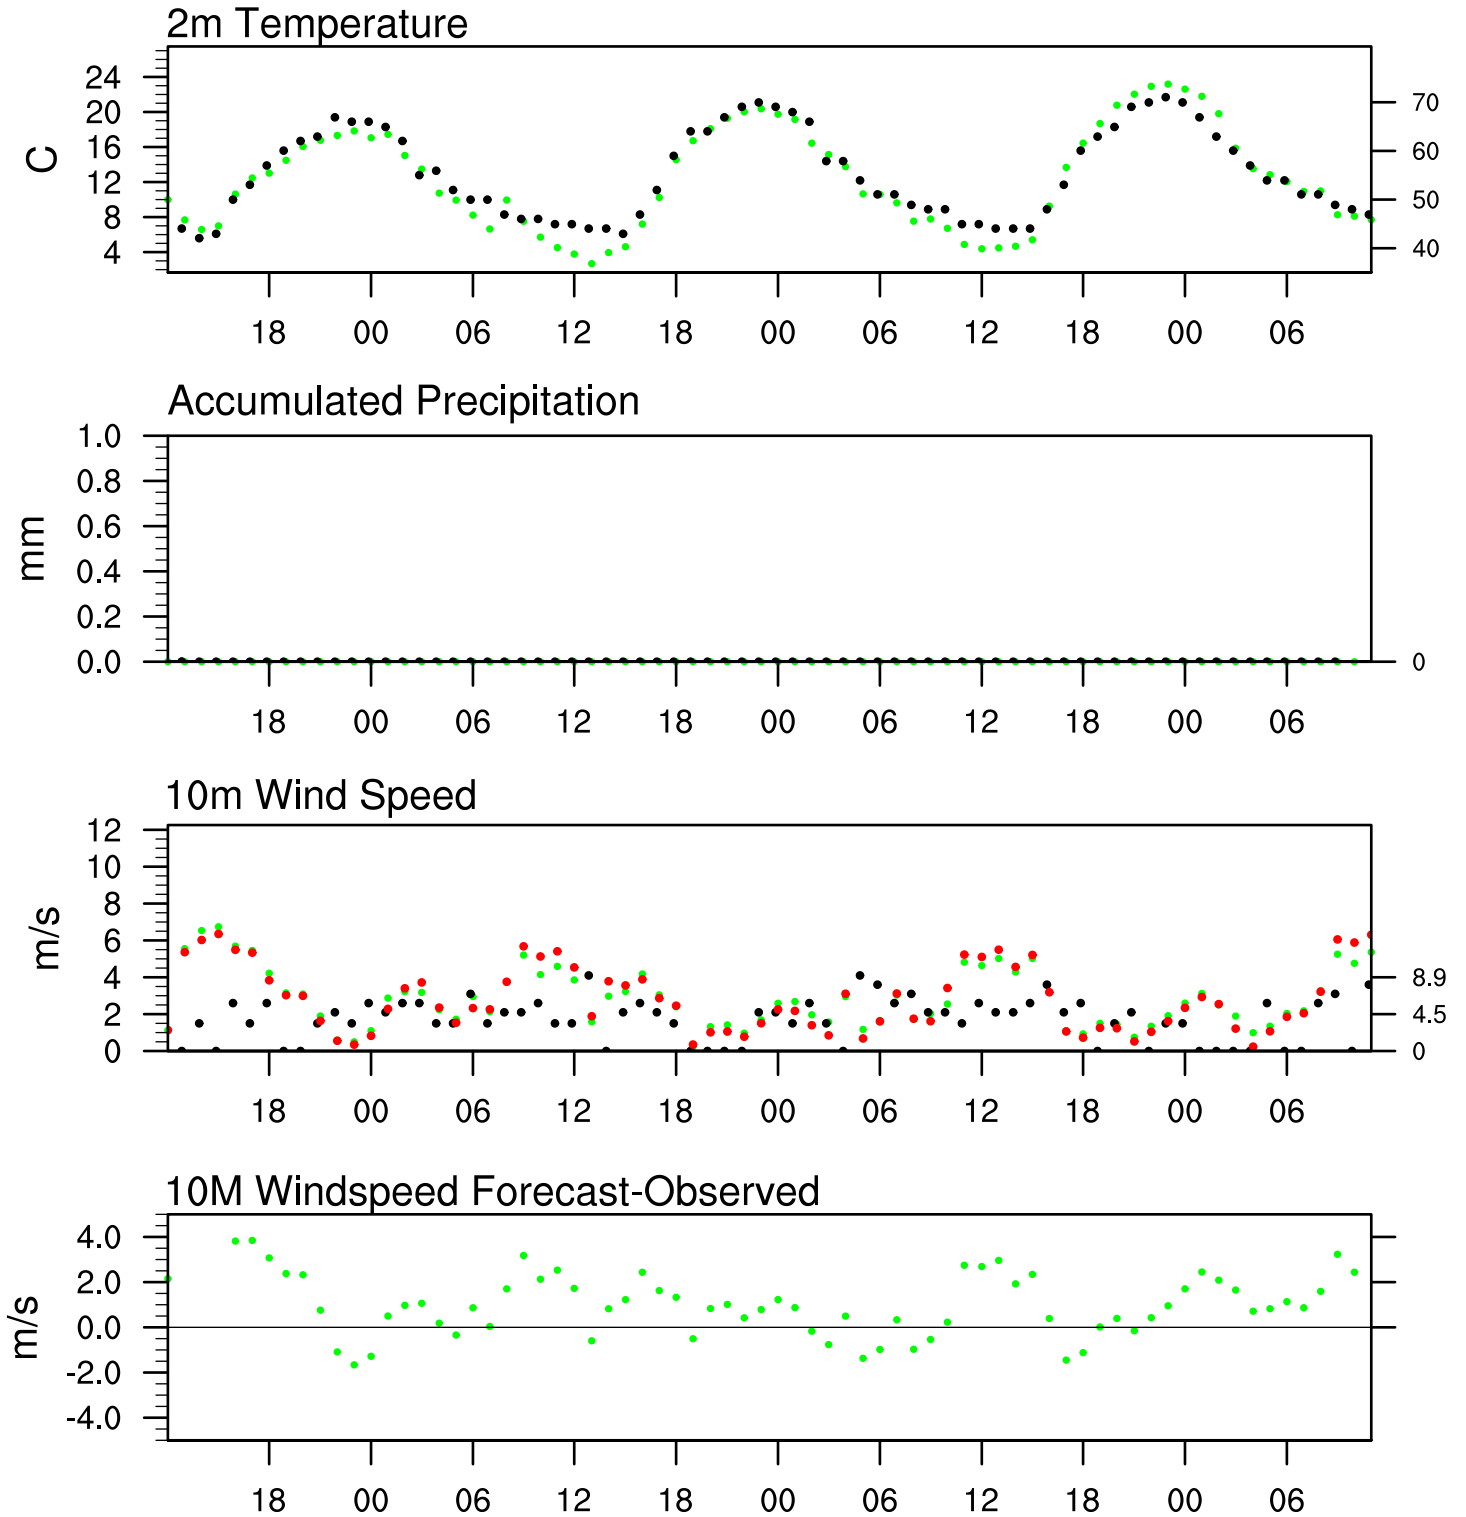 2m Temperature
C
24
20
16
12
8
4
70
60
50
40
18 00 06 12 18 00 06 12 18 00 06
Accumulated Precipitation
mm
1.0
0.8
0.6
0.4
0.2
0.0
0
18 00 06 12 18 00 06 12 18 00 06
10m Wind Speed
m/s
12
10
8
6
4
2
0
8.9
4.5
0
18 00 06 12 18 00 06 12 18 00 06
10M Windspeed Forecast-Observed
m/s
4.0
2.0
0.0
-2.0
-4.0
18 00 06 12 18 00 06 12 18 00 06